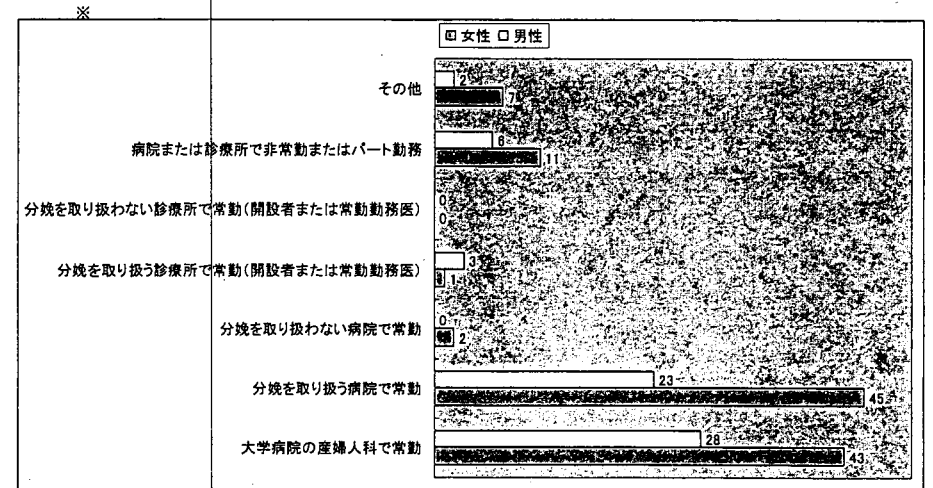 ※
女性 男性
その他
2
7
病院または診療所で非常勤またはパート勤務
6
11
分娩を取り扱わない診療所で常勤(開設者または常勤勤務医)
0
0
分娩を取り扱う診療所で常勤(開設者または常勤勤務医)
3
1
分娩を取り扱わない病院で常勤
0
2
分娩を取り扱う病院で常勤
23
45
大学病院の産婦人科で常勤
28
43